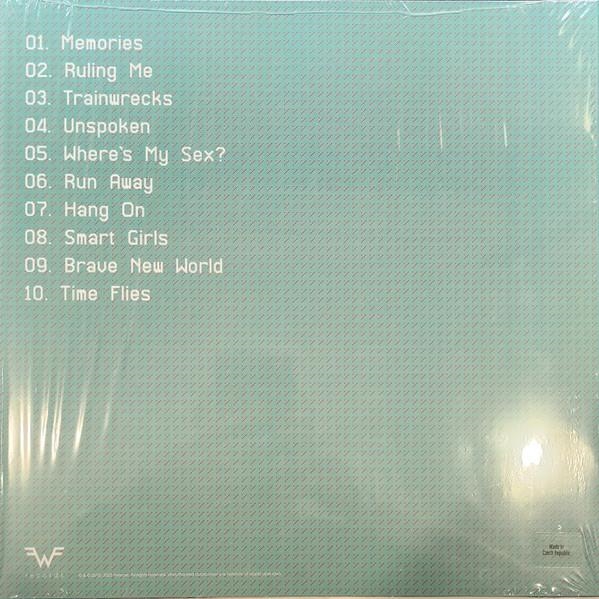 01. Memories
02. Ruling Me
03. Trainwrecks
04. Unspoken
05. Where's My Sex?
06. Run Away
07. Hang On
08. Smart Girls
09. Brave New World
10. Time Flies
Made in
Czech Republic
records